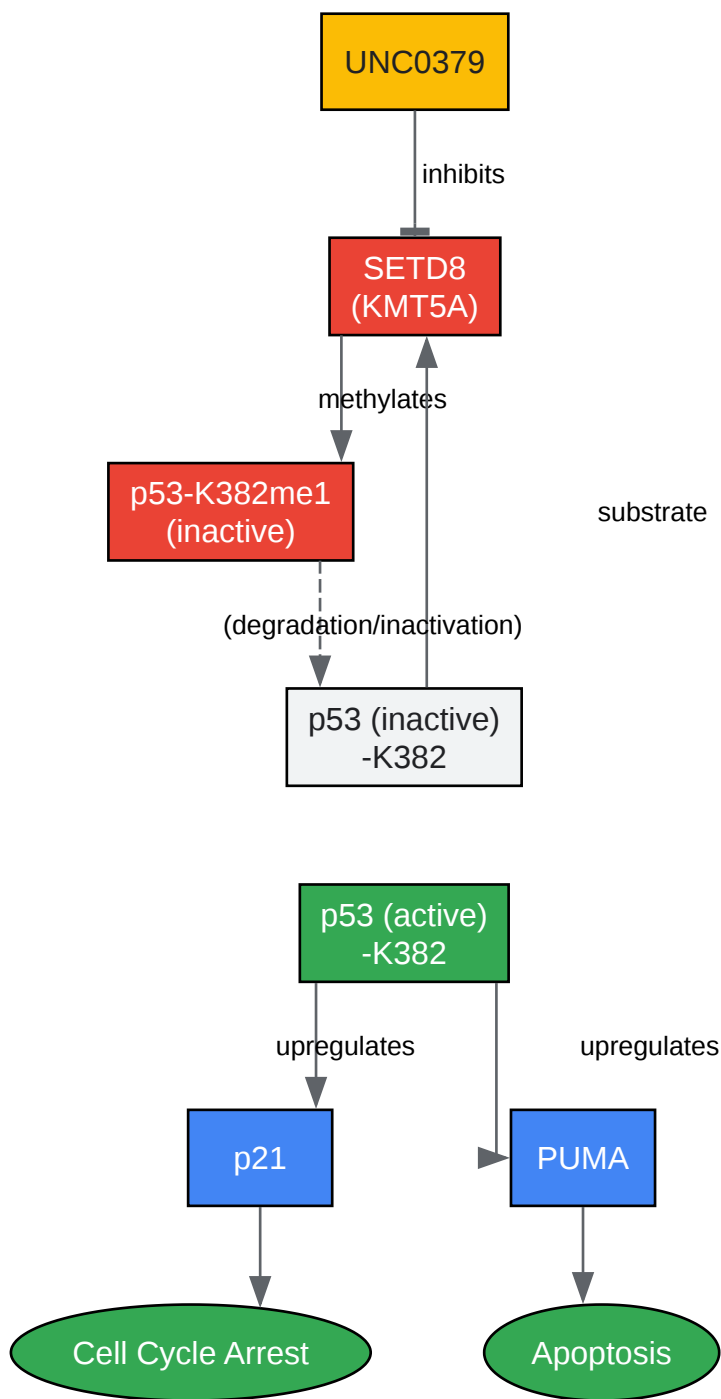 UNC0379
inhibits
SETD8
(KMT5A)
methylates
p53-K382me1
(inactive)
substrate
(degradation/inactivation)
p53 (inactive)
-K382
p53 (active)
-K382
upregulates
upregulates
p21
PUMA
Cell Cycle Arrest
Apoptosis